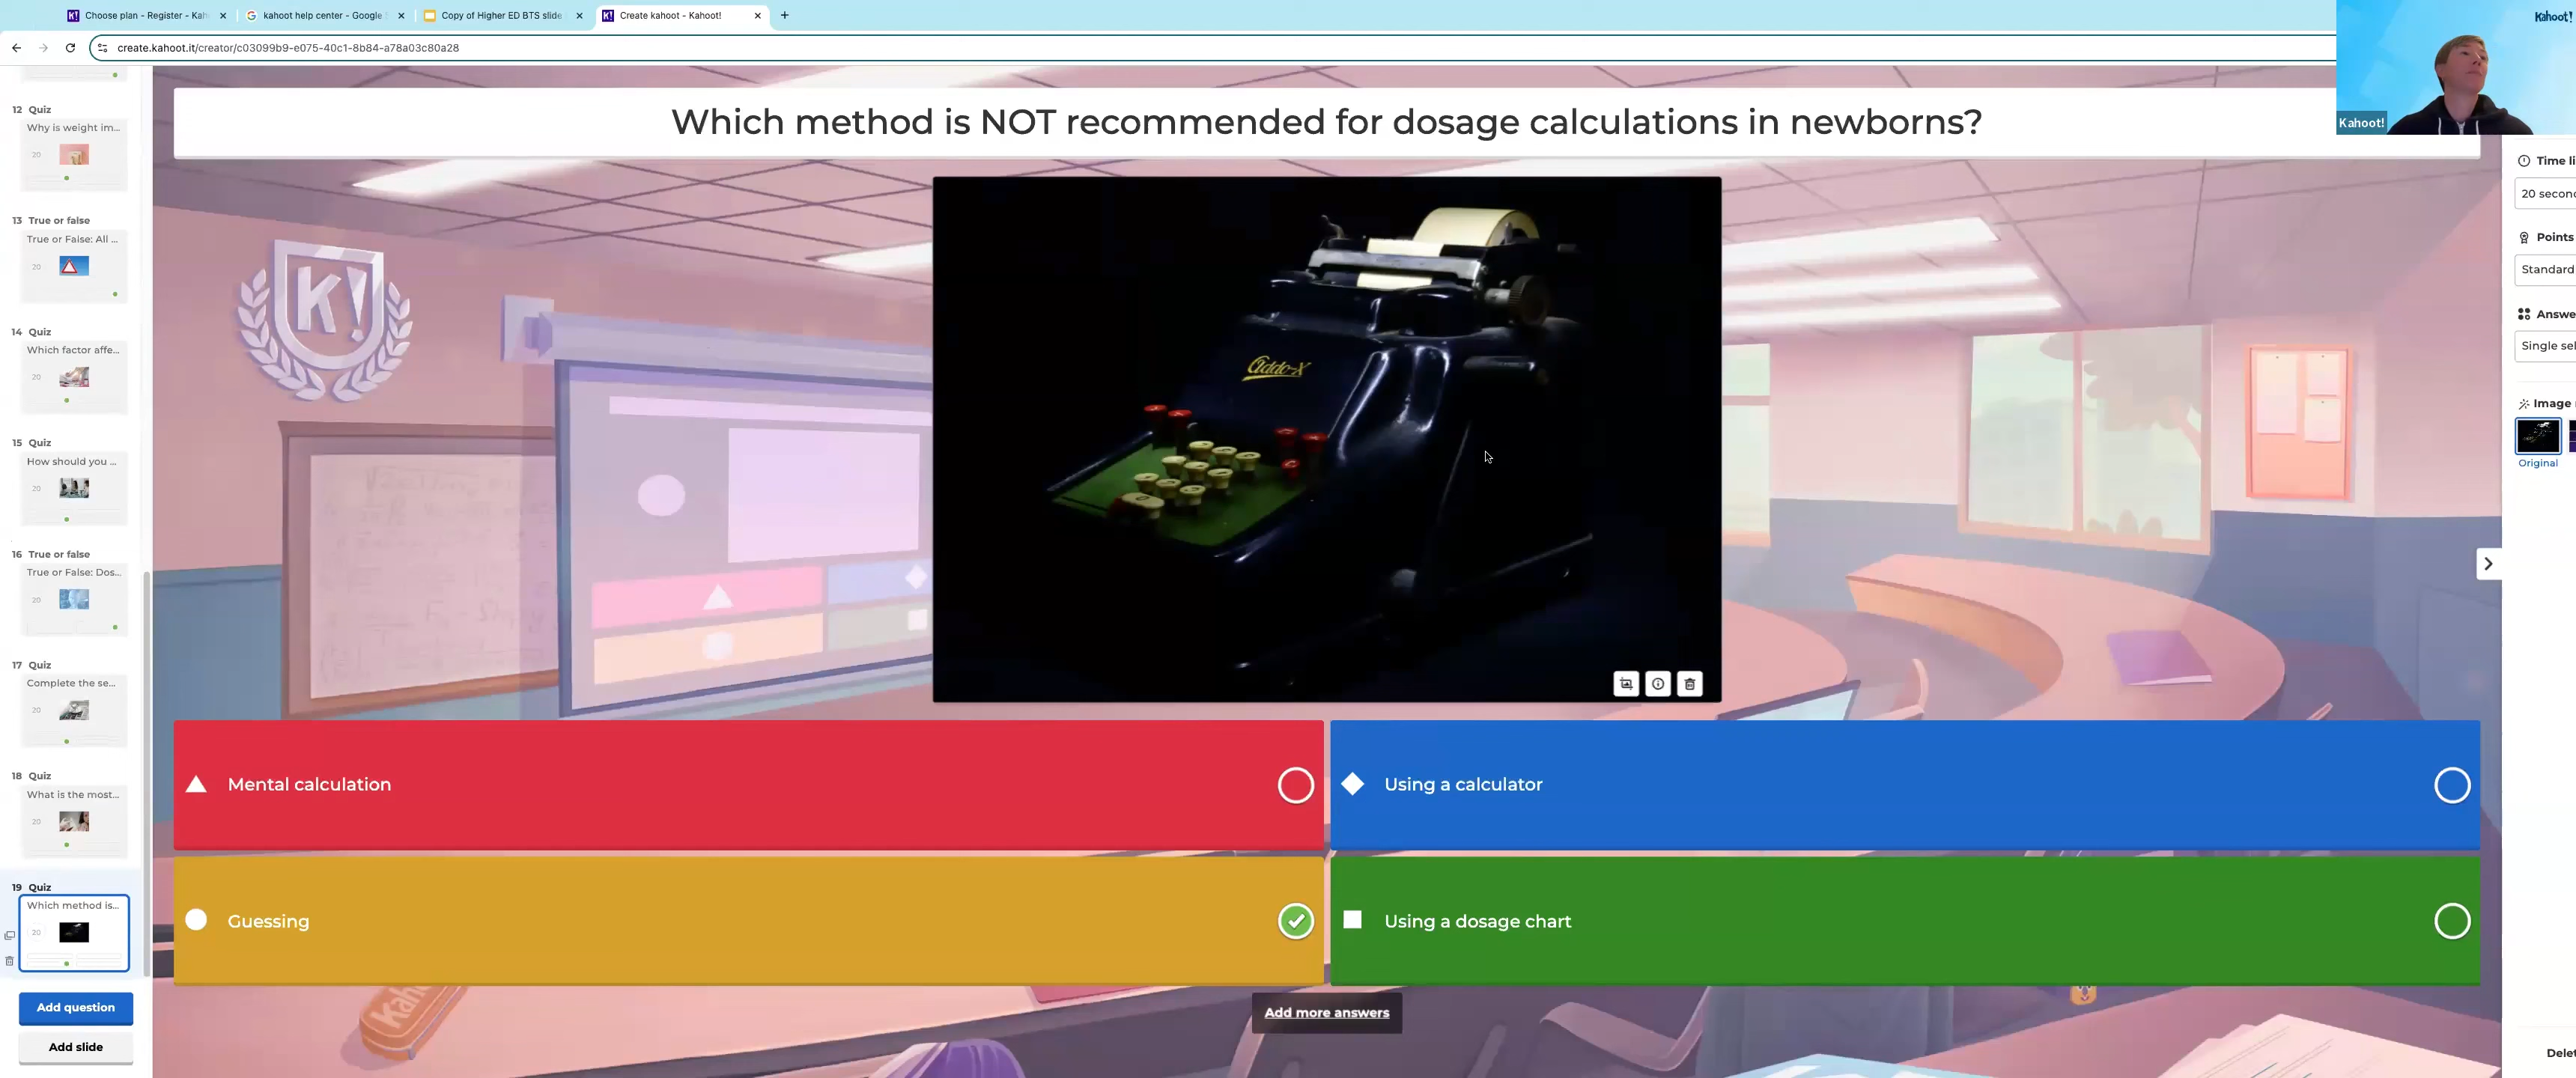 Choose plan - Register - Kah
kahoot help center - Google
Copy of Higher ED BTS slide
Create kahoot - Kahoot!
create.kahoot.it/creator/c03099b9-e075-40c1-8b84-a78a03c80a28
Kahoot!
Kahoot!
12 Quiz
Why is weight im...
20
13 True or false
True or False: All ...
20
14 Quiz
Which factor affe...
20
15 Quiz
How should you ...
20
16 True or false
True or False: Dos...
20
17 Quiz
Complete the se...
20
18 Quiz
What is the most...
20
19 Quiz
Which method is...
20
Add question
Add slide
Which method is NOT recommended for dosage calculations in newborns?
K!
Addo-X
Mental calculation
Using a calculator
Guessing
Using a dosage chart
Add more answers
Kaho
Time li
20 secon
Points
Standard
Answe
Single sel
Image
Original
Delet